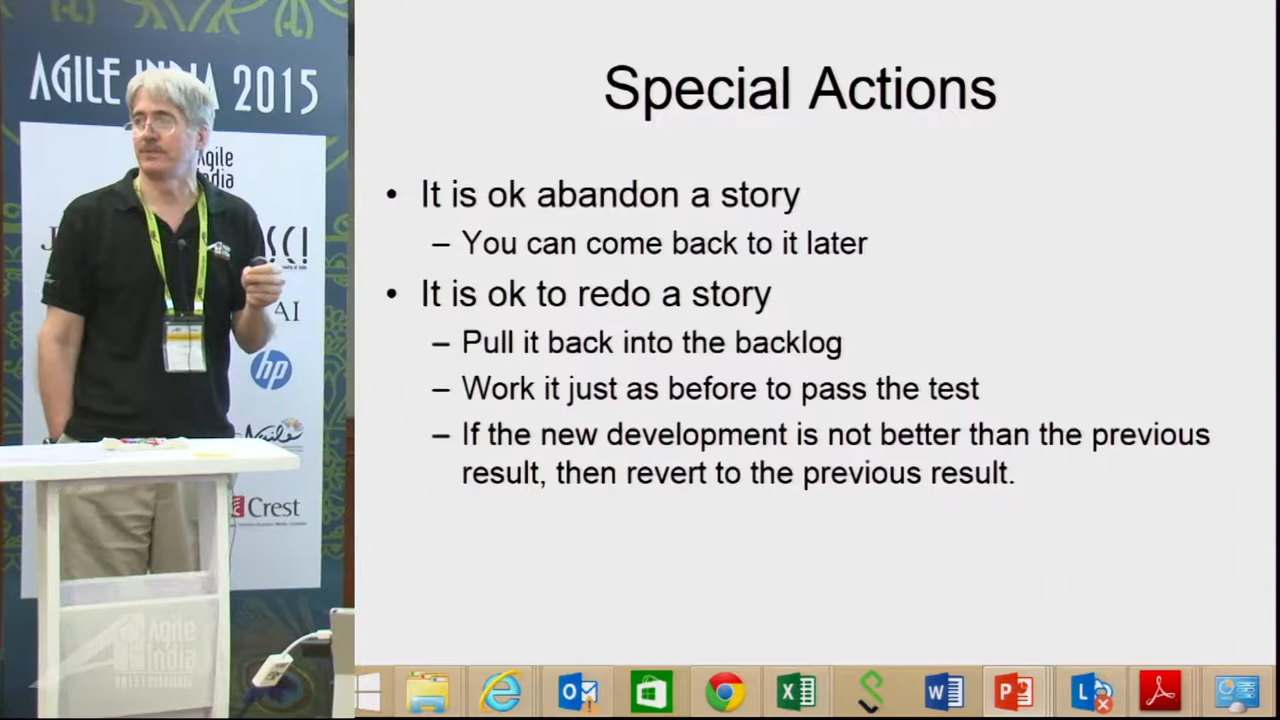 AGILE INDIA 2015
Agile
India
SCI
AI
hp
Agile
Crest
Agile
India
Special Actions
• It is ok abandon a story
– You can come back to it later
• It is ok to redo a story
– Pull it back into the backlog
– Work it just as before to pass the test
– If the new development is not better than the previous
result, then revert to the previous result.